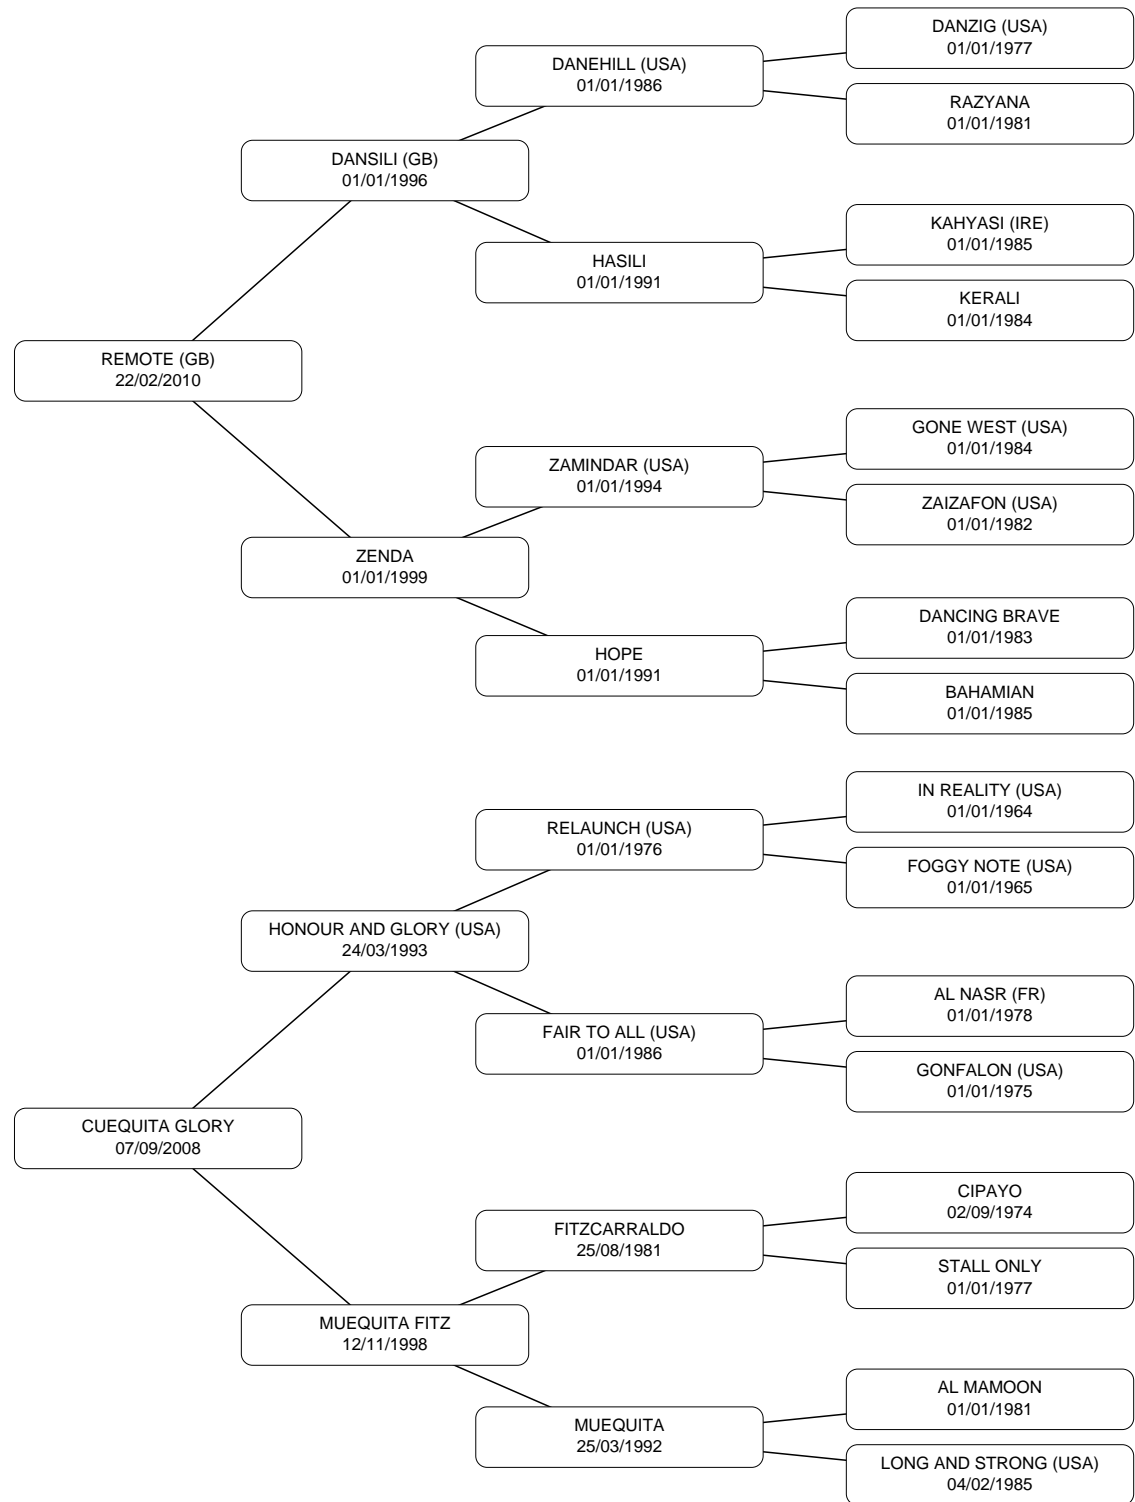 DANZIG (USA)
01/01/1977
DANEHILL (USA)
01/01/1986
RAZYANA
01/01/1981
DANSILI (GB)
01/01/1996
KAHYASI (IRE)
01/01/1985
HASILI
01/01/1991
KERALI
01/01/1984
REMOTE (GB)
22/02/2010
GONE WEST (USA)
01/01/1984
ZAMINDAR (USA)
01/01/1994
ZAIZAFON (USA)
01/01/1982
ZENDA
01/01/1999
DANCING BRAVE
01/01/1983
HOPE
01/01/1991
BAHAMIAN
01/01/1985
IN REALITY (USA)
01/01/1964
RELAUNCH (USA)
01/01/1976
FOGGY NOTE (USA)
01/01/1965
HONOUR AND GLORY (USA)
24/03/1993
AL NASR (FR)
01/01/1978
FAIR TO ALL (USA)
01/01/1986
GONFALON (USA)
01/01/1975
CUEQUITA GLORY
07/09/2008
CIPAYO
02/09/1974
FITZCARRALDO
25/08/1981
STALL ONLY
01/01/1977
MUEQUITA FITZ
12/11/1998
AL MAMOON
01/01/1981
MUEQUITA
25/03/1992
LONG AND STRONG (USA)
04/02/1985